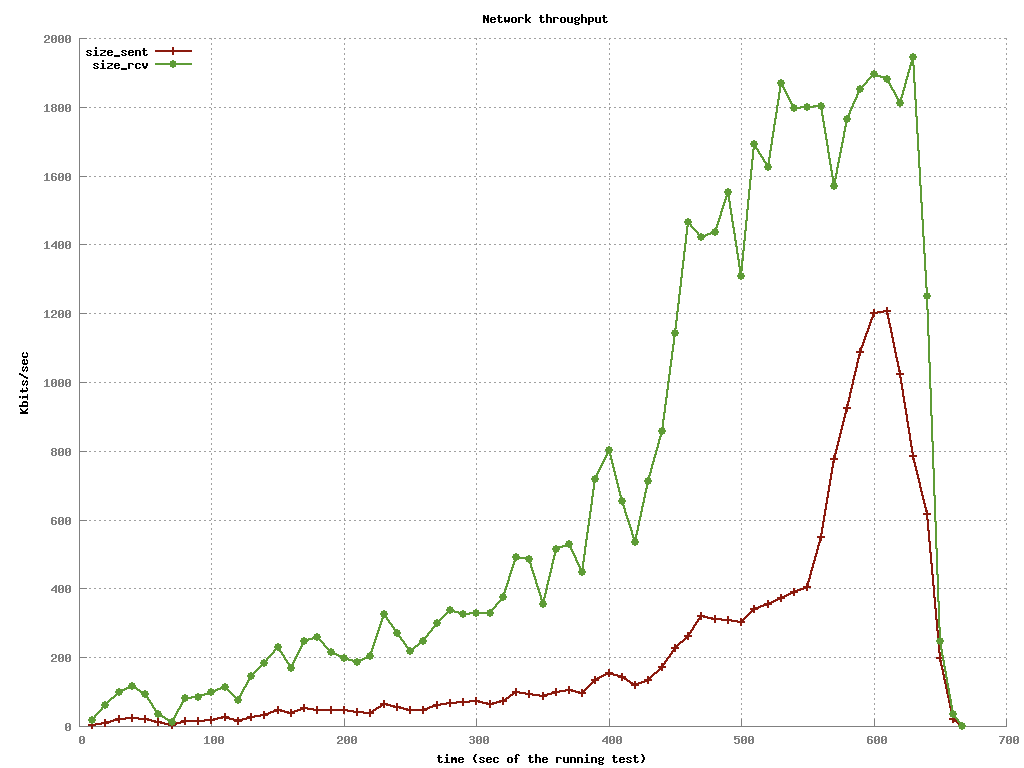 Network throughput
size_sent
size_rcv
2000
1800
1600
1400
1200
1000
800
600
400
200
0
Kbits/sec
0 100 200 300 400 500 600 700
time (sec of the running test)